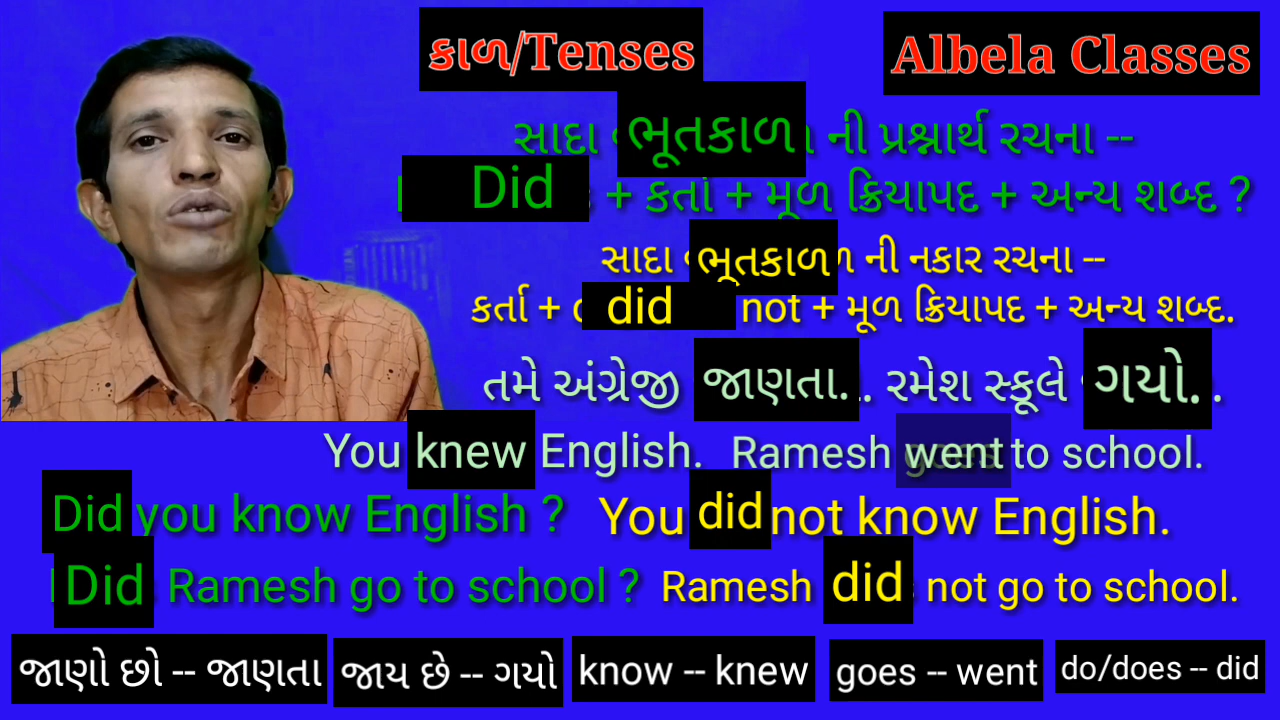 કાળ/Tenses
Albela Classes
સાદા ભૂતકાળ ની પ્રશ્નાર્થ રચના --
Did + કર્તા + મૂળ ક્રિયાપદ + અન્ય શબ્દ ?
સાદા ભૂતકાળ ની નકાર રચના --
કર્તા + did not + મૂળ ક્રિયાપદ + અન્ય શબ્દ.
તમે અંગ્રેજી જાણતા. રમેશ સ્કૂલે ગયો.
You knew English. Ramesh went to school.
Did you know English ? You did not know English.
Did Ramesh go to school ? Ramesh did not go to school.
જાણો છો -- જાણતા જાય છે -- ગયો know -- knew goes -- went do/does -- did